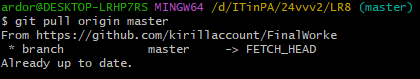 ardor@DESKTOP-LRHP7RS MINGW64 /d/ITinPA/24vvv2/LR8 (master)
$ git pull origin master
From https://github.com/kirillaccount/FinalWorke
 * branch            master     -> FETCH_HEAD
Already up to date.